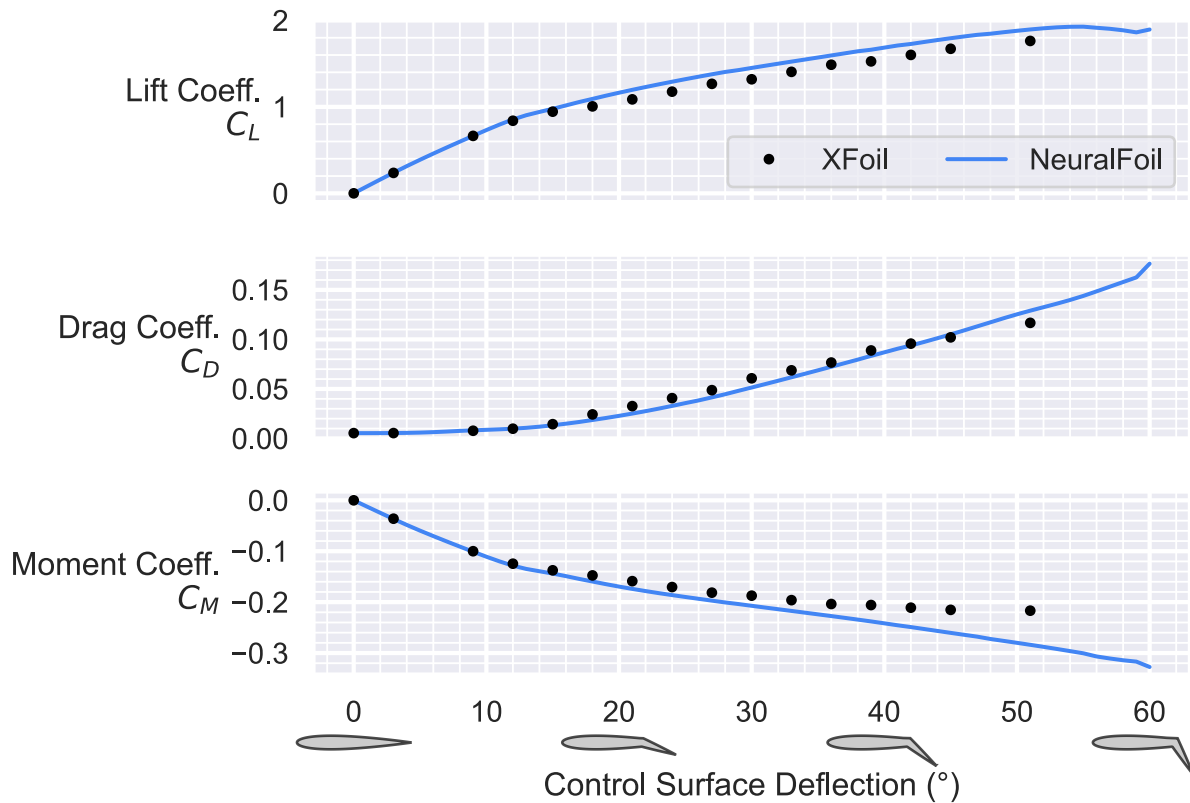 2
Lift Coeff.
1
C_L
XFoil
NeuralFoil
0
0.15
Drag Coeff.
0.10
C_D
0.05
0.00
0.0
−0.1
Moment Coeff.
C_M
−0.2
−0.3
0 10 20 30 40 50 60
Control Surface Deflection (°)